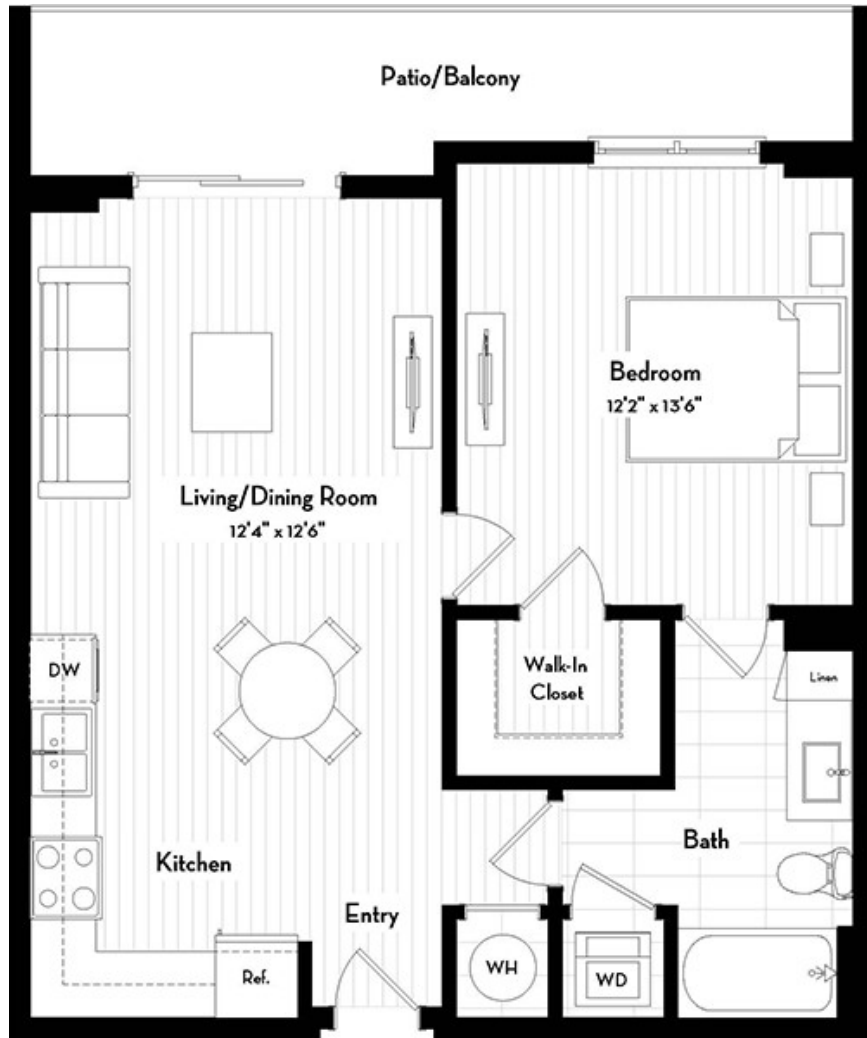 Patio/Balcony
Bedroom
12'2" x 13'6"
Living/Dining Room
12'4" x 12'6"
DW
Walk-In
Closet
Linen
Kitchen
Bath
Entry
Ref.
WH
WD